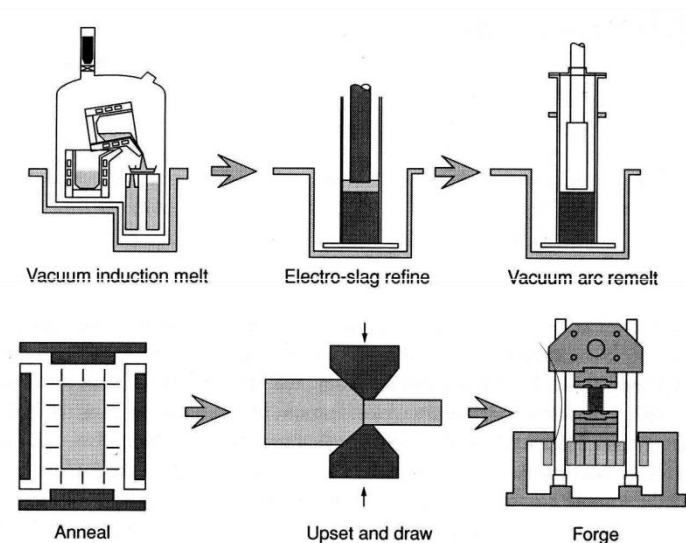 Vacuum induction melt
Electro-slag refine
Vacuum arc remelt
Anneal
Upset and draw
Forge